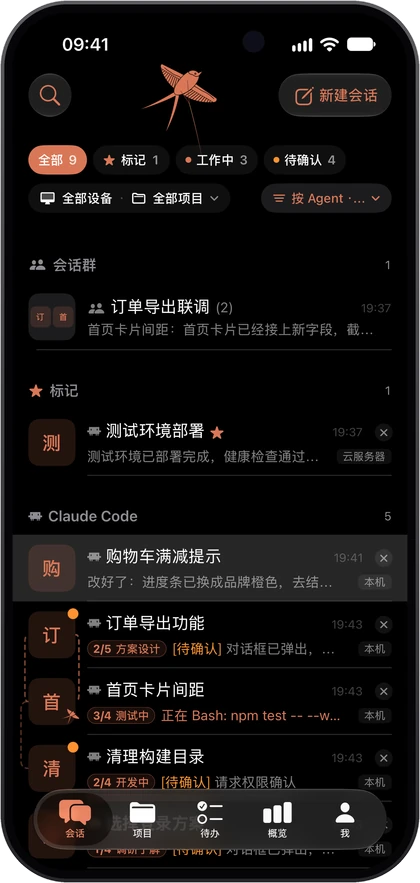 09:41
新建会话
全部 9
标记 1
工作中 3
待确认 4
全部设备 · 全部项目
按 Agent ·...
会话群 1
订 首
订单导出联调 (2) 19:37
首页卡片间距：首页卡片已经接上新字段，截...
标记 1
测
测试环境部署 19:37
测试环境已部署完成，健康检查通过... 云服务器
Claude Code 5
购
购物车满减提示 19:41
改好了：进度条已换成品牌橙色，去结... 本机
订
订单导出功能 19:43
2/5 方案设计 [待确认] 对话框已弹出，... 本机
首
首页卡片间距 19:43
3/4 测试中 正在 Bash: npm test -- --w... 本机
清
清理构建目录 19:43
2/4 开发中 [待确认] 请求权限确认 本机
会话 项目 待办 概览 我